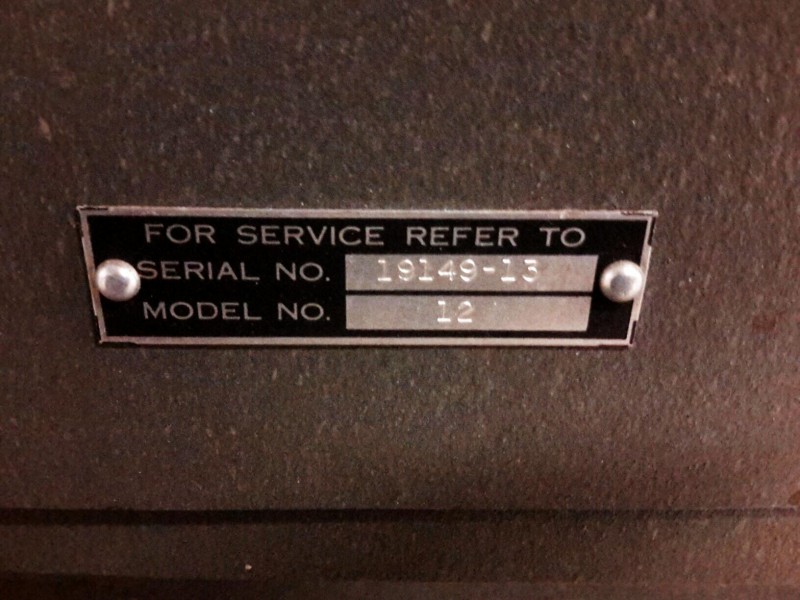 FOR SERVICE REFER TO
SERIAL NO. 19149-13
MODEL NO. 12